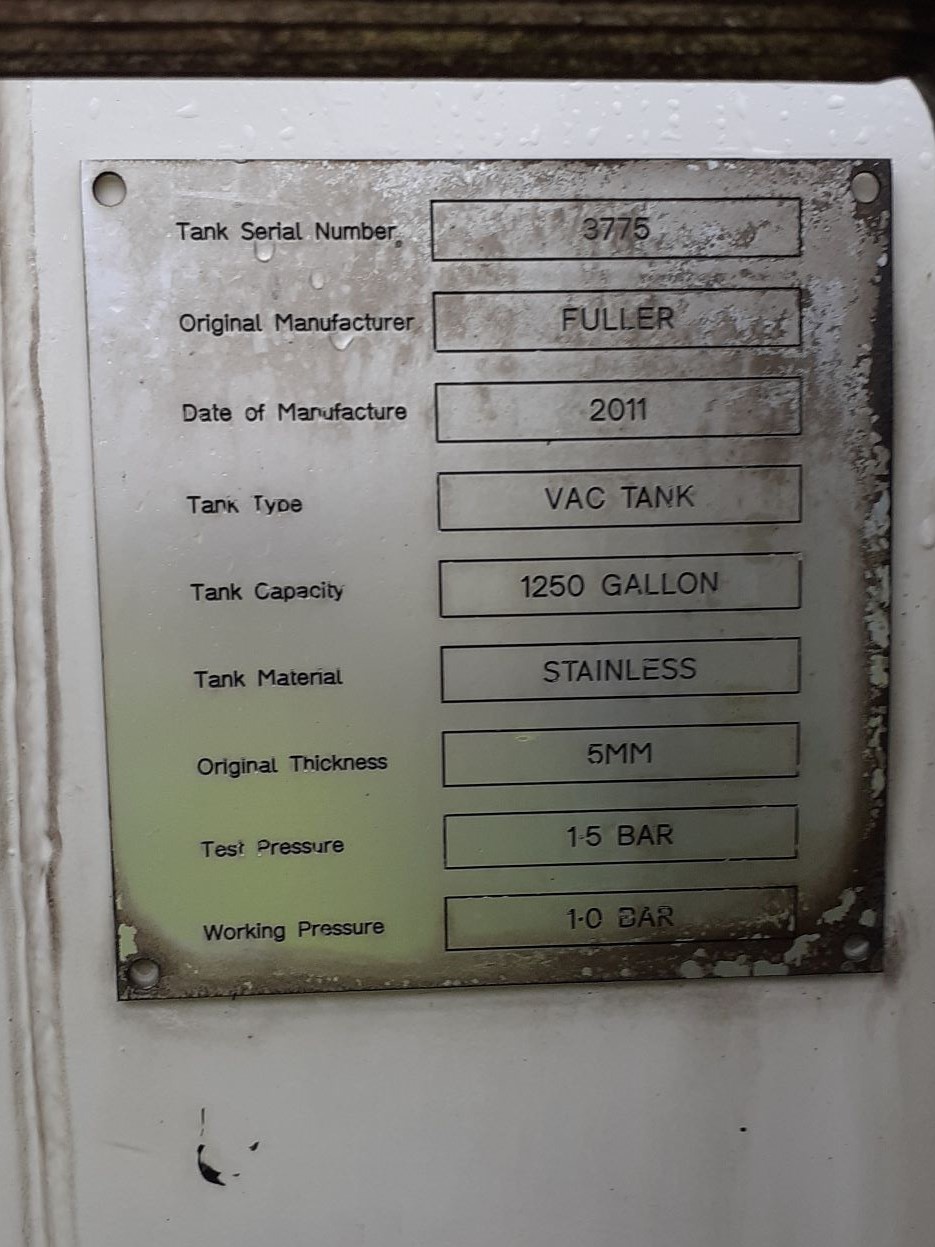 Tank Serial Number 3775
Original Manufacturer FULLER
Date of Manufacture 2011
Tank Type VAC TANK
Tank Capacity 1250 GALLON
Tank Material STAINLESS
Original Thickness 5MM
Test Pressure 1·5 BAR
Working Pressure 1·0 BAR